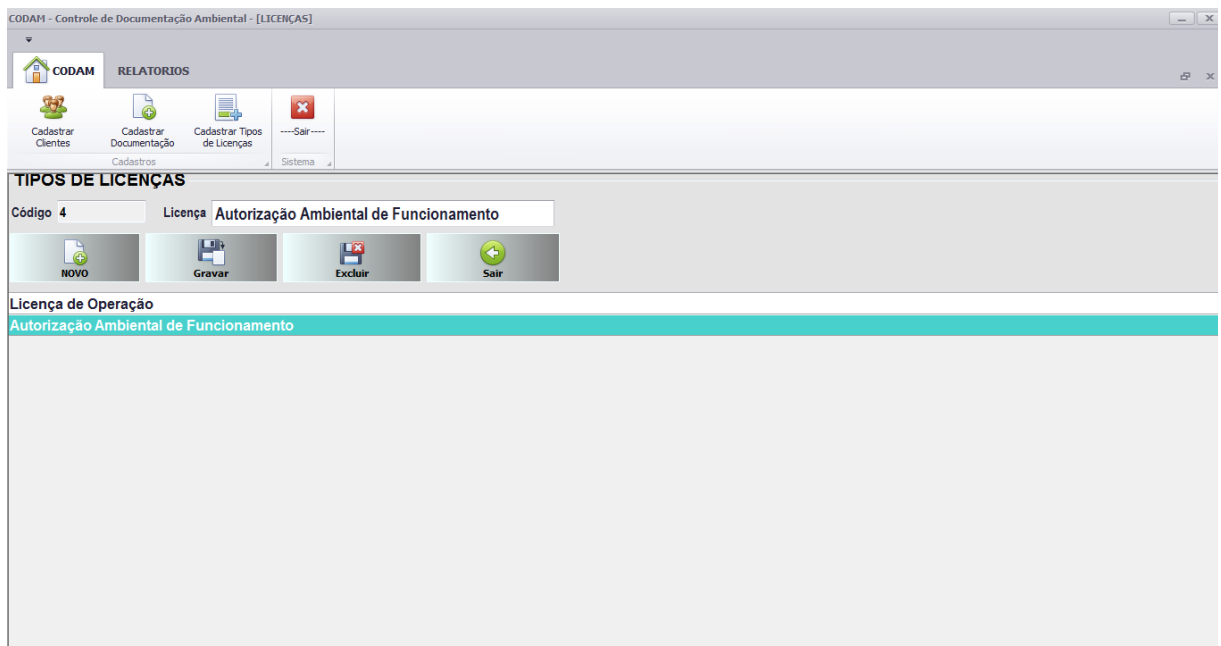 CODAM - Controle de Documentação Ambiental - [LICENÇAS]
CODAM RELATORIOS
Cadastrar Clientes
Cadastrar Documentação
Cadastrar Tipos de Licenças
----Sair----
Cadastros
Sistema
TIPOS DE LICENÇAS
Código 4 Licença Autorização Ambiental de Funcionamento
NOVO Gravar Excluir Sair
Licença de Operação
Autorização Ambiental de Funcionamento